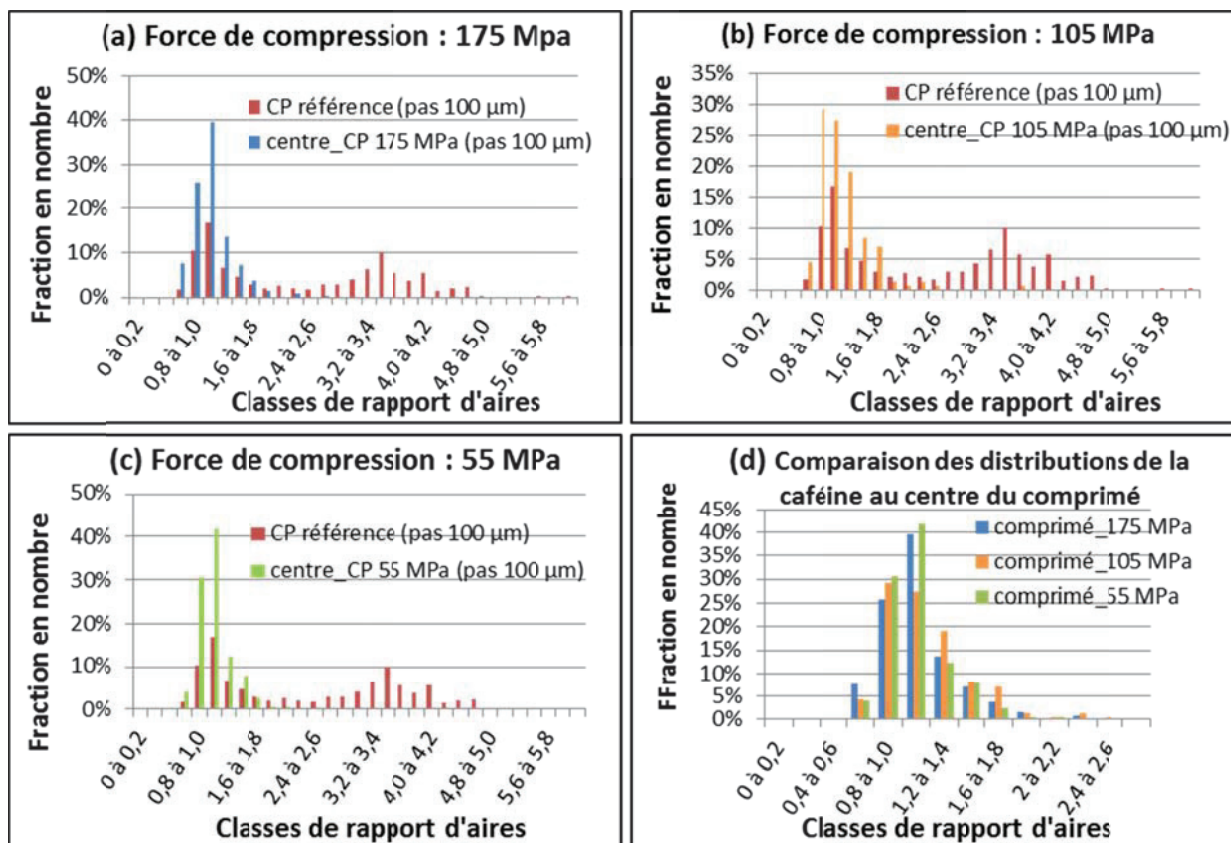 (a) Force de compression : 175 Mpa
Fraction en nombre
50%
40%
30%
20%
10%
0%
CP référence (pas 100 µm)
centre_CP 175 MPa (pas 100 µm)
0 à 0,2
0,8 à 1,0
1,6 à 1,8
2,4 à 2,6
3,2 à 3,4
4,0 à 4,2
4,8 à 5,0
5,6 à 5,8
Classes de rapport d'aires
(b) Force de compression : 105 MPa
Fraction en nombre
35%
30%
25%
20%
15%
10%
5%
0%
CP référence (pas 100 µm)
centre_CP 105 MPa (pas 100 µm)
0 à 0,2
0,8 à 1,0
1,6 à 1,8
2,4 à 2,6
3,2 à 3,4
4,0 à 4,2
4,8 à 5,0
5,6 à 5,8
Classes de rapport d'aires
(c) Force de compression : 55 MPa
Fraction en nombre
50%
40%
30%
20%
10%
0%
CP référence (pas 100 µm)
centre_CP 55 MPa (pas 100 µm)
0 à 0,2
0,8 à 1,0
1,6 à 1,8
2,4 à 2,6
3,2 à 3,4
4,0 à 4,2
4,8 à 5,0
5,6 à 5,8
Classes de rapport d'aires
(d) Comparaison des distributions de la
caféine au centre du comprimé
FFraction en nombre
45%
40%
35%
30%
25%
20%
15%
10%
5%
0%
comprimé_175 MPa
comprimé_105 MPa
comprimé_55 MPa
0 à 0,2
0,4 à 0,6
0,8 à 1,0
1,2 à 1,4
1,6 à 1,8
2 à 2,2
2,4 à 2,6
Classes de rapport d'aires